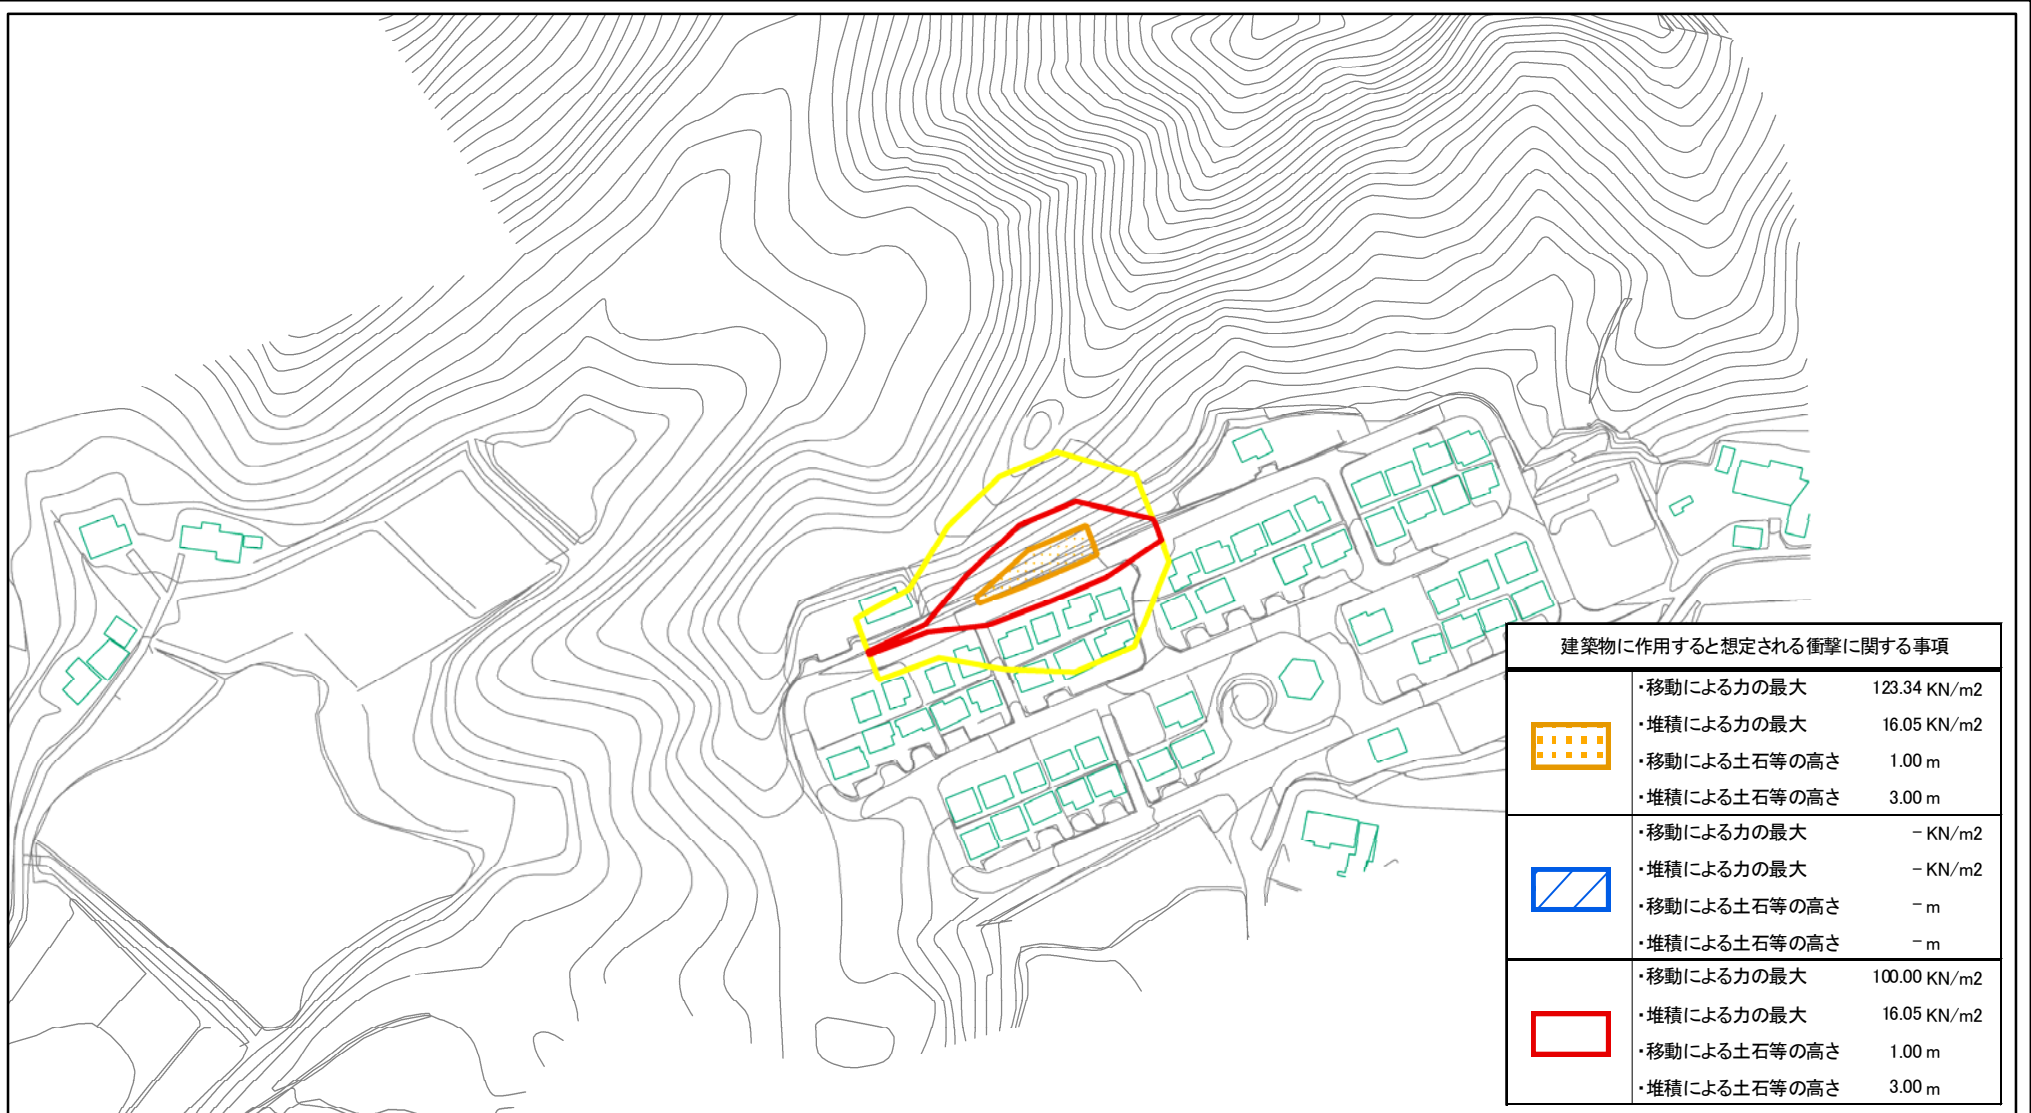 建築物に作用すると想定される衝撃に関する事項
・移動による力の最大 123.34 KN/m2
・堆積による力の最大 16.05 KN/m2
・移動による土石等の高さ 1.00 m
・堆積による土石等の高さ 3.00 m
・移動による力の最大 - KN/m2
・堆積による力の最大 - KN/m2
・移動による土石等の高さ - m
・堆積による土石等の高さ - m
・移動による力の最大 100.00 KN/m2
・堆積による力の最大 16.05 KN/m2
・移動による土石等の高さ 1.00 m
・堆積による土石等の高さ 3.00 m